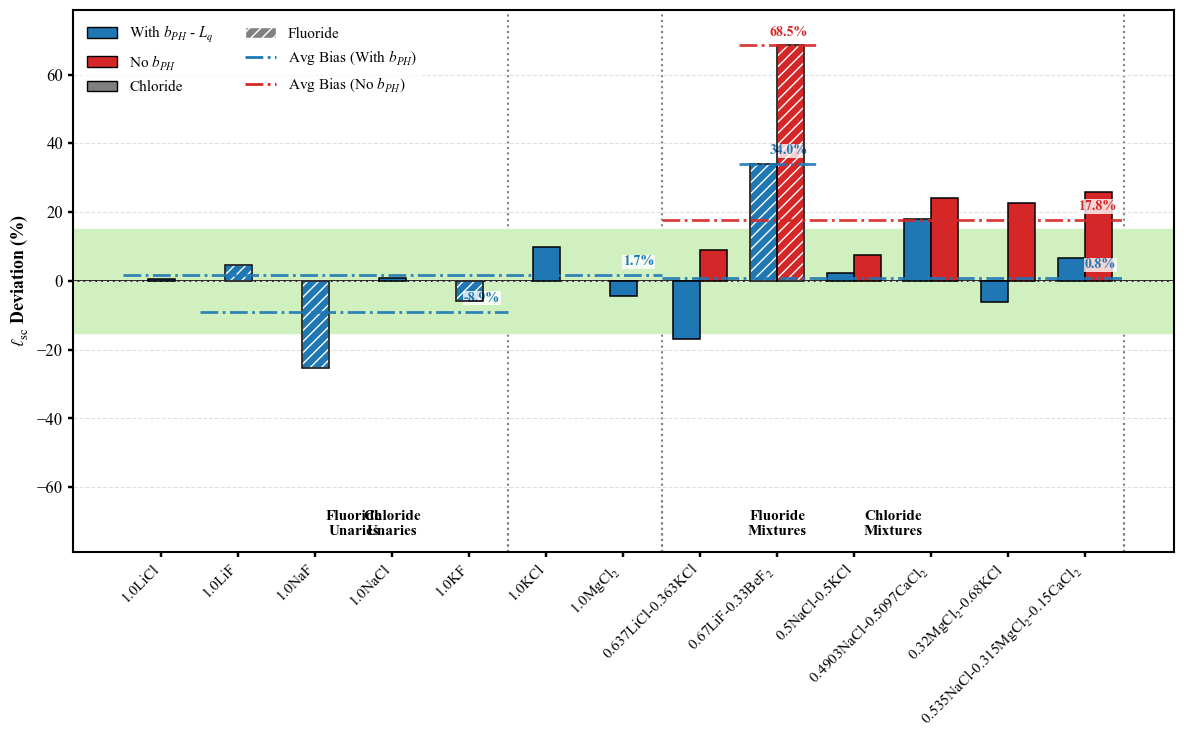 With b_PH - L_q
No b_PH
Chloride
Fluoride
Avg Bias (With b_PH)
Avg Bias (No b_PH)
ℓ_sc Deviation (%)
60
40
20
0
−20
−40
−60
68.5%
34.0%
17.8%
1.7%
0.8%
-8.9%
Fluoride
Unaries
Chloride
Unaries
Fluoride
Mixtures
Chloride
Mixtures
1.0LiCl
1.0LiF
1.0NaF
1.0NaCl
1.0KF
1.0KCl
1.0MgCl₂
0.637LiCl-0.363KCl
0.67LiF-0.33BeF₂
0.5NaCl-0.5KCl
0.4903NaCl-0.5097CaCl₂
0.32MgCl₂-0.68KCl
0.535NaCl-0.315MgCl₂-0.15CaCl₂